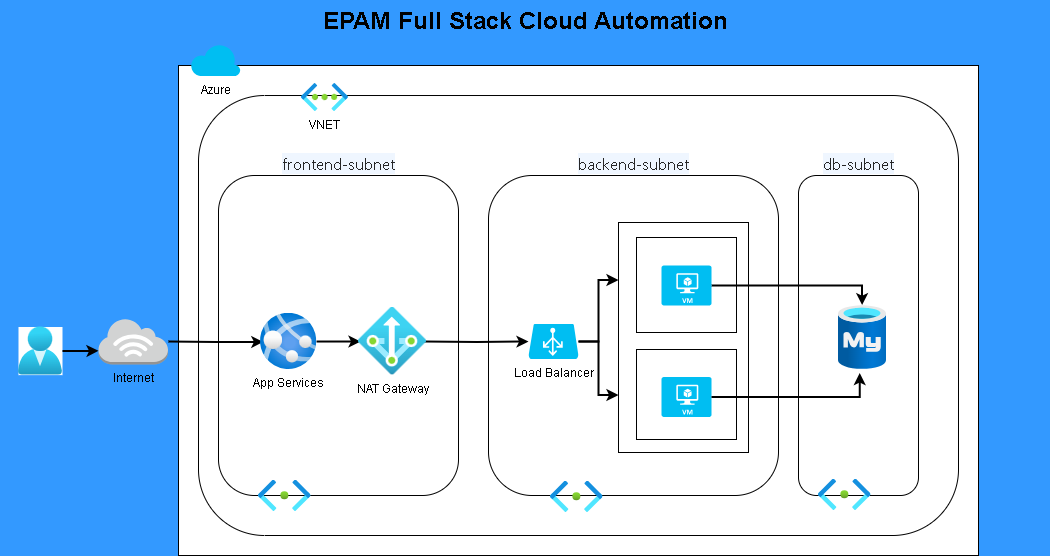 EPAM Full Stack Cloud Automation
Azure
VNET
frontend-subnet
backend-subnet
db-subnet
VM
My
Internet
App Services
NAT Gateway
Load Balancer
VM